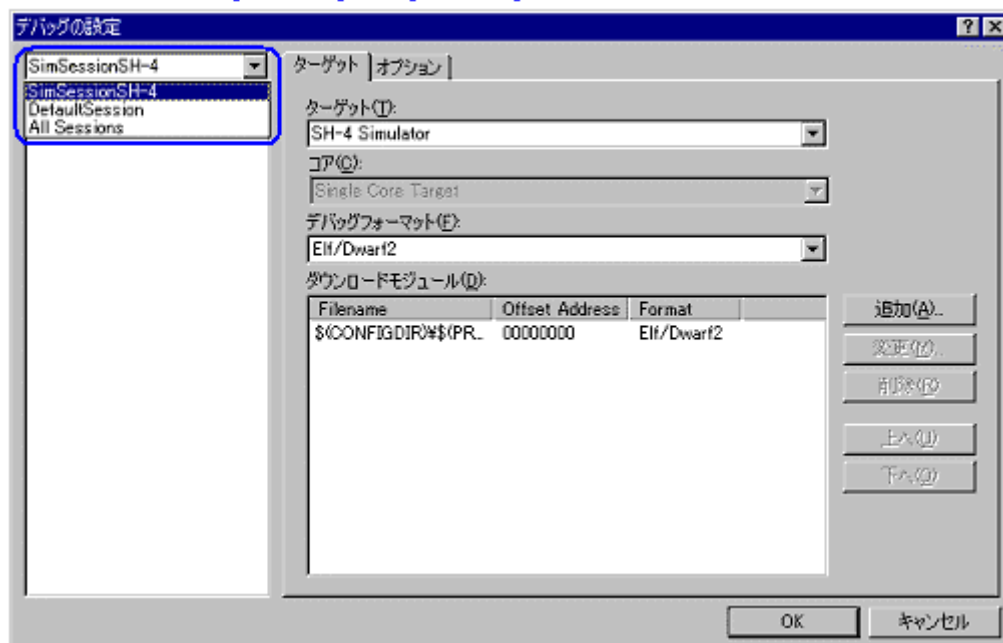 デバッグの設定
SimSessionSH-4
SimSessionSH-4
DefaultSession
All Sessions
ターゲット オプション
ターゲット(T):
SH-4 Simulator
コア(C):
Single Core Target
デバッグフォーマット(F):
Elf/Dwarf2
ダウンロードモジュール(D):
Filename Offset Address Format
$(CONFIGDIR)¥$(PR... 00000000 Elf/Dwarf2
追加(A)...
変更(M)...
削除(R)
上へ(U)
下へ(O)
OK キャンセル